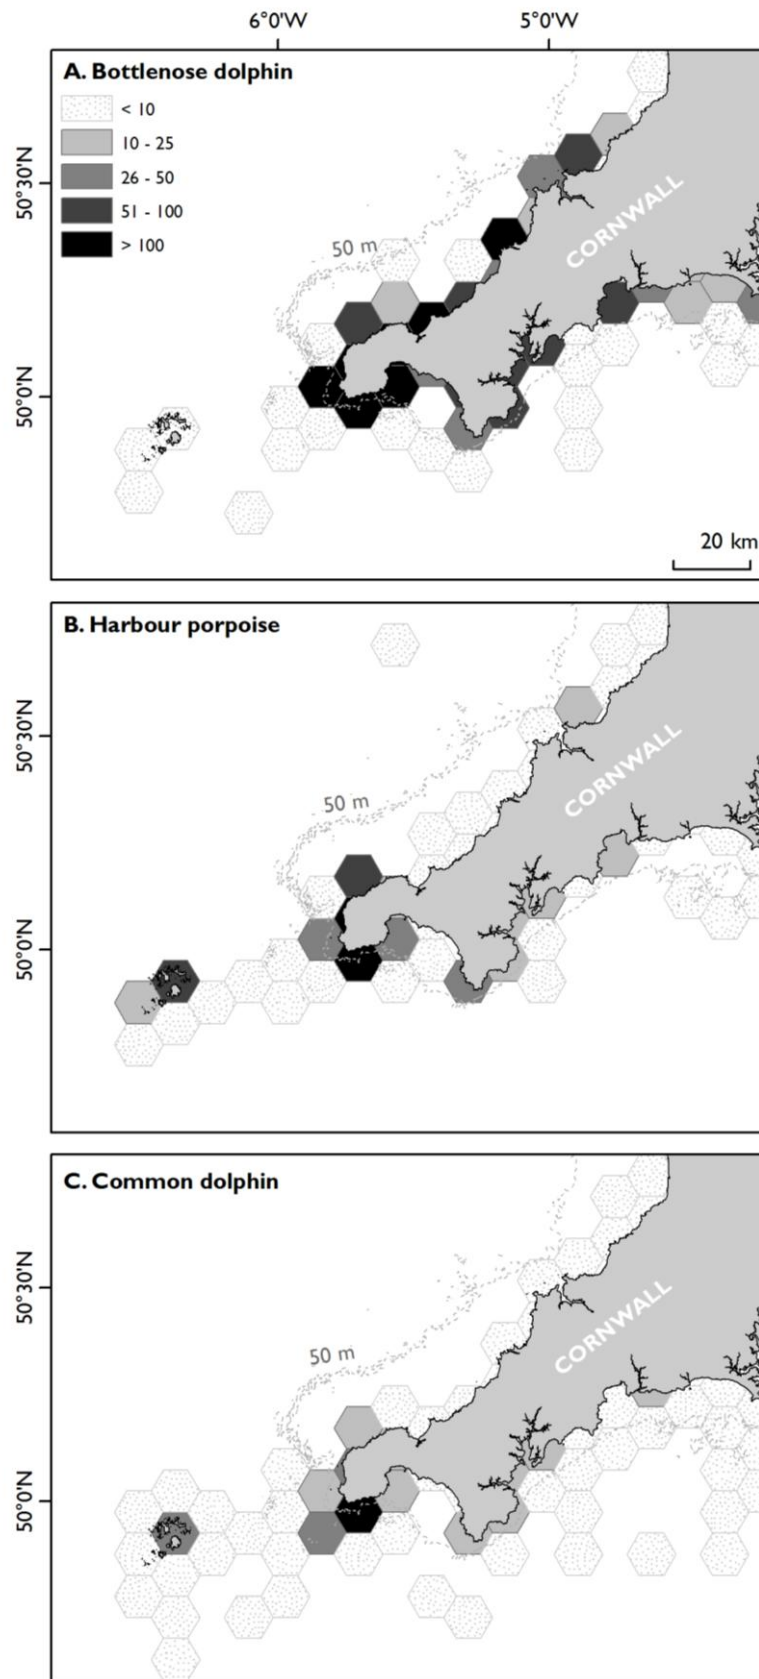 6°0'W 5°0'W
A. Bottlenose dolphin
< 10
10 - 25
26 - 50
51 - 100
> 100
50°30'N
50 m
CORNWALL
50°0'N
20 km
B. Harbour porpoise
50°30'N
50 m
CORNWALL
50°0'N
C. Common dolphin
50°30'N
50 m
CORNWALL
50°0'N